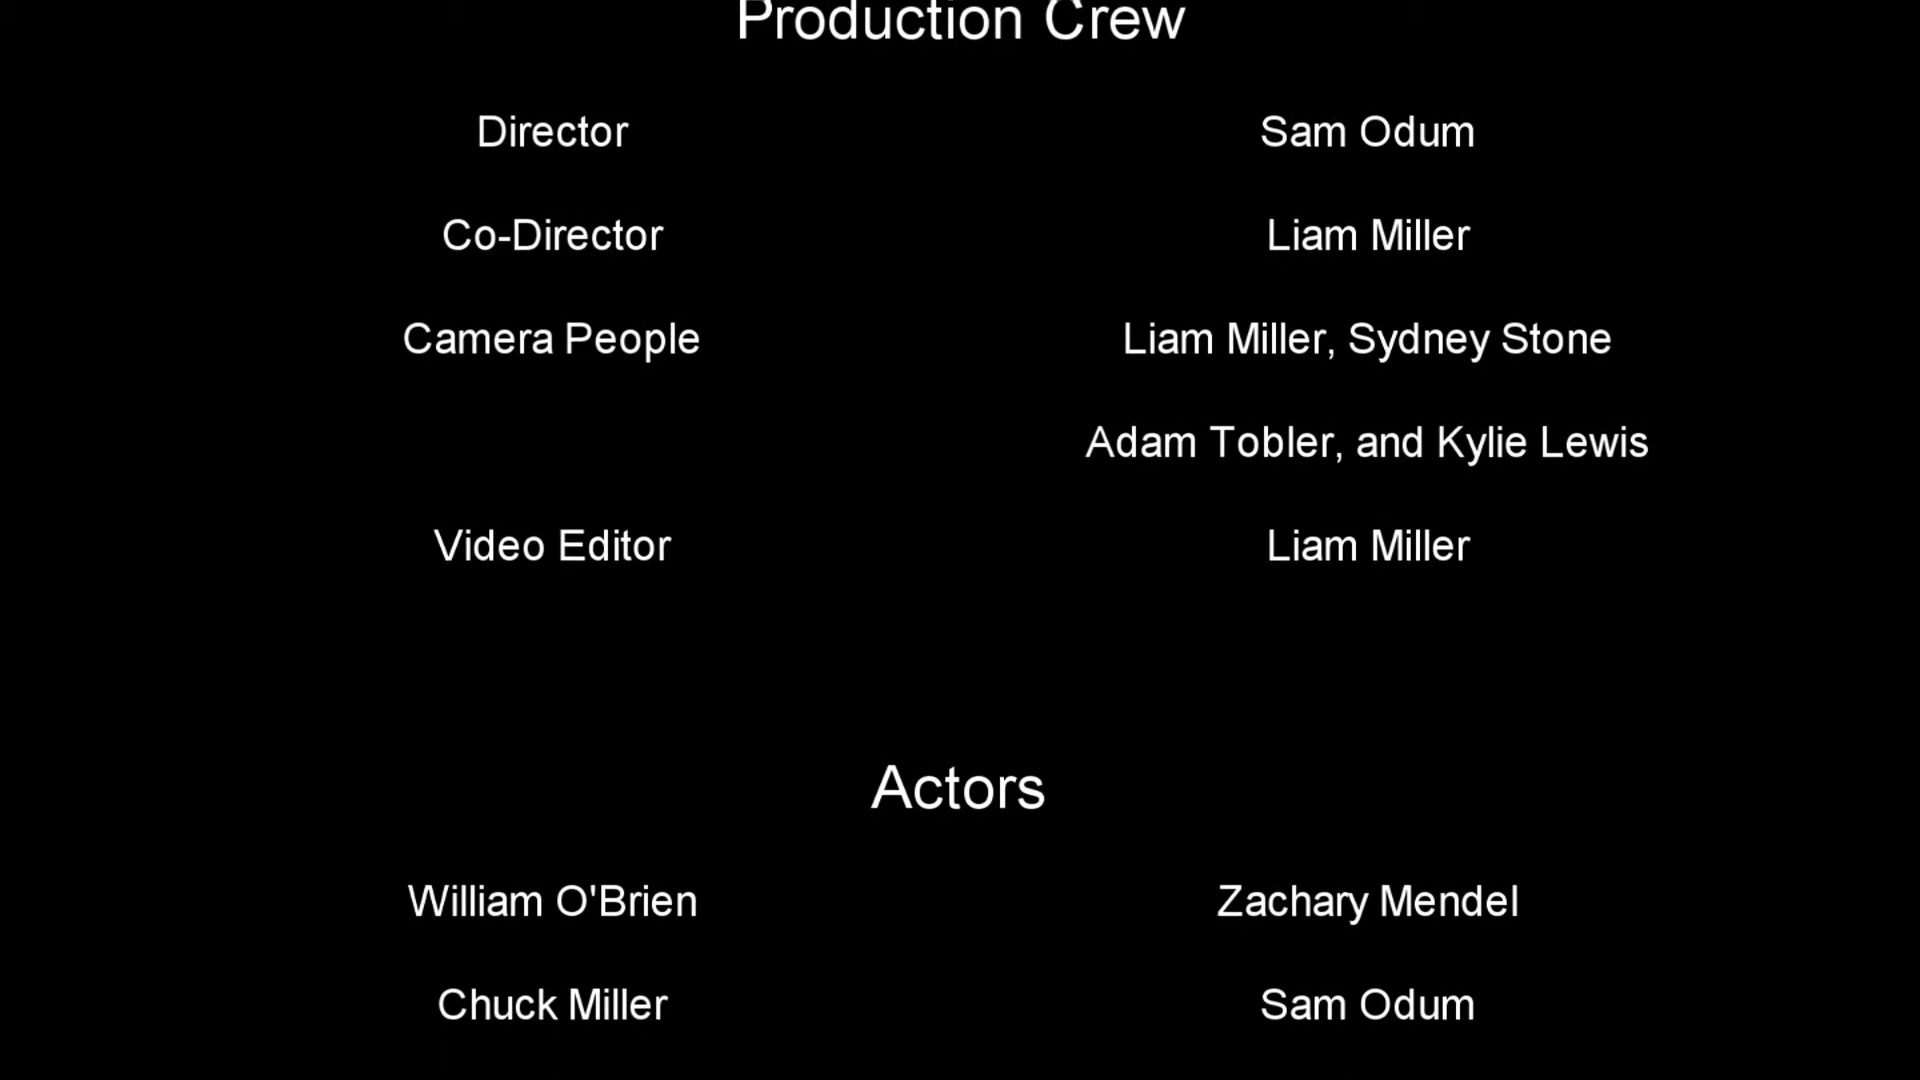 Production Crew
Director Sam Odum
Co-Director Liam Miller
Camera People Liam Miller, Sydney Stone
Adam Tobler, and Kylie Lewis
Video Editor Liam Miller
Actors
William O'Brien Zachary Mendel
Chuck Miller Sam Odum